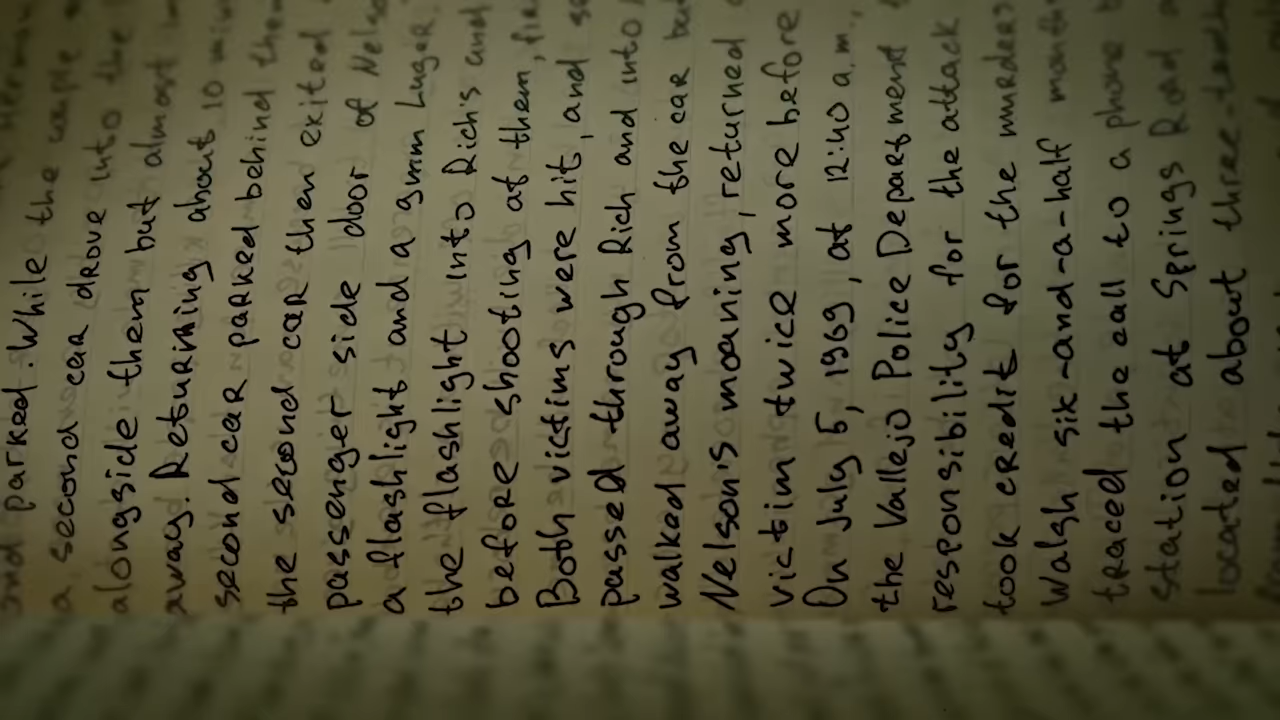 and parked. While the couple
a second car drove into the
alongside them but almost
away. Returning about 10
second car parked behind them
the second car then exited
passenger side door of Nelso
a flashlight and a 9mm Luger.
the flashlight into Rich's and
before shooting at them,
Both victims were hit, and
passed through Rich and into
walked away from the car but
Nelson's moaning, returned
victim twice more before
On July 5, 1969, at 12:40 a.m.,
the Vallejo Police Department
responsibility for the attack
took credit for the murders
Walsh six-and-a-half months
traced the call to a phone
station at Springs Road
located about three-tenth